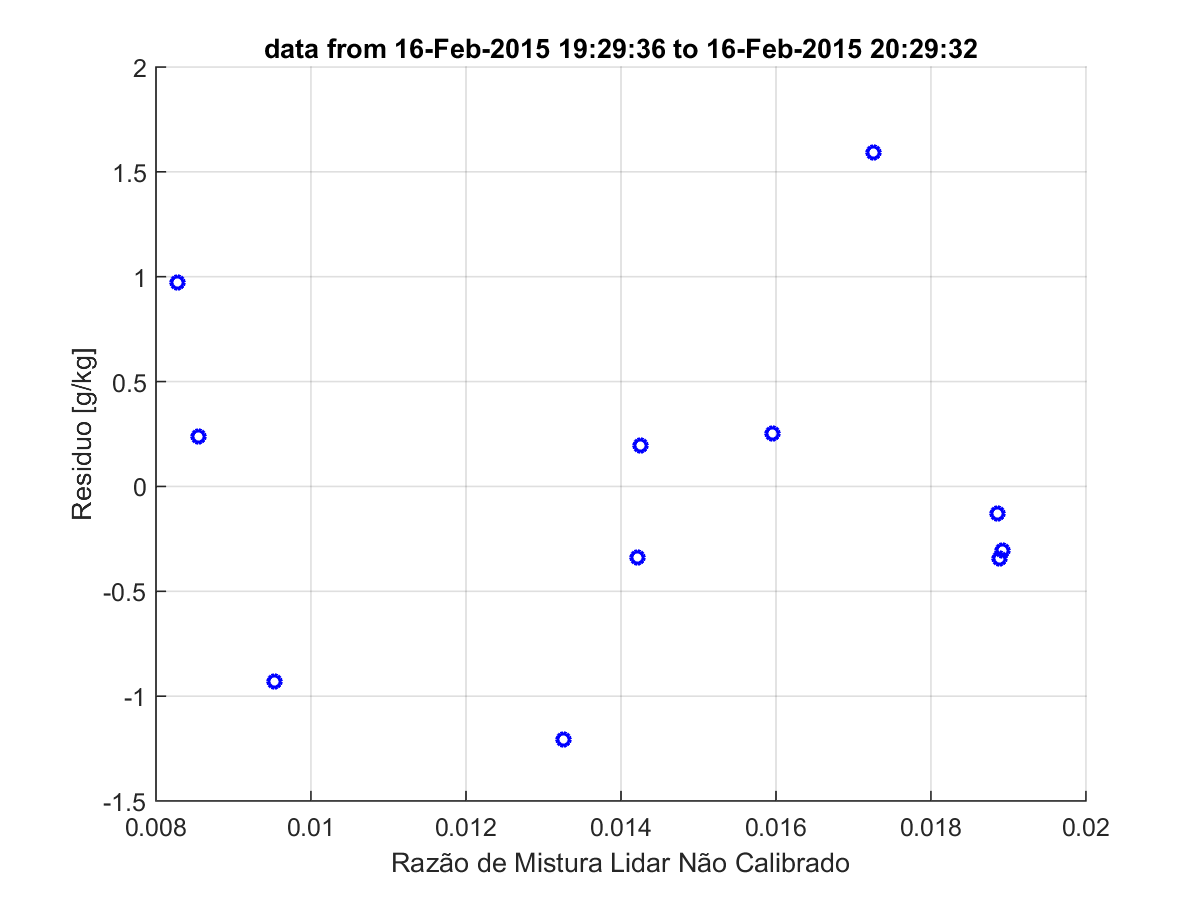 data from 16-Feb-2015 19:29:36 to 16-Feb-2015 20:29:32
2
1.5
1
0.5
0
-0.5
-1
-1.5
Residuo [g/kg]
0.008 0.01 0.012 0.014 0.016 0.018 0.02
Razão de Mistura Lidar Não Calibrado